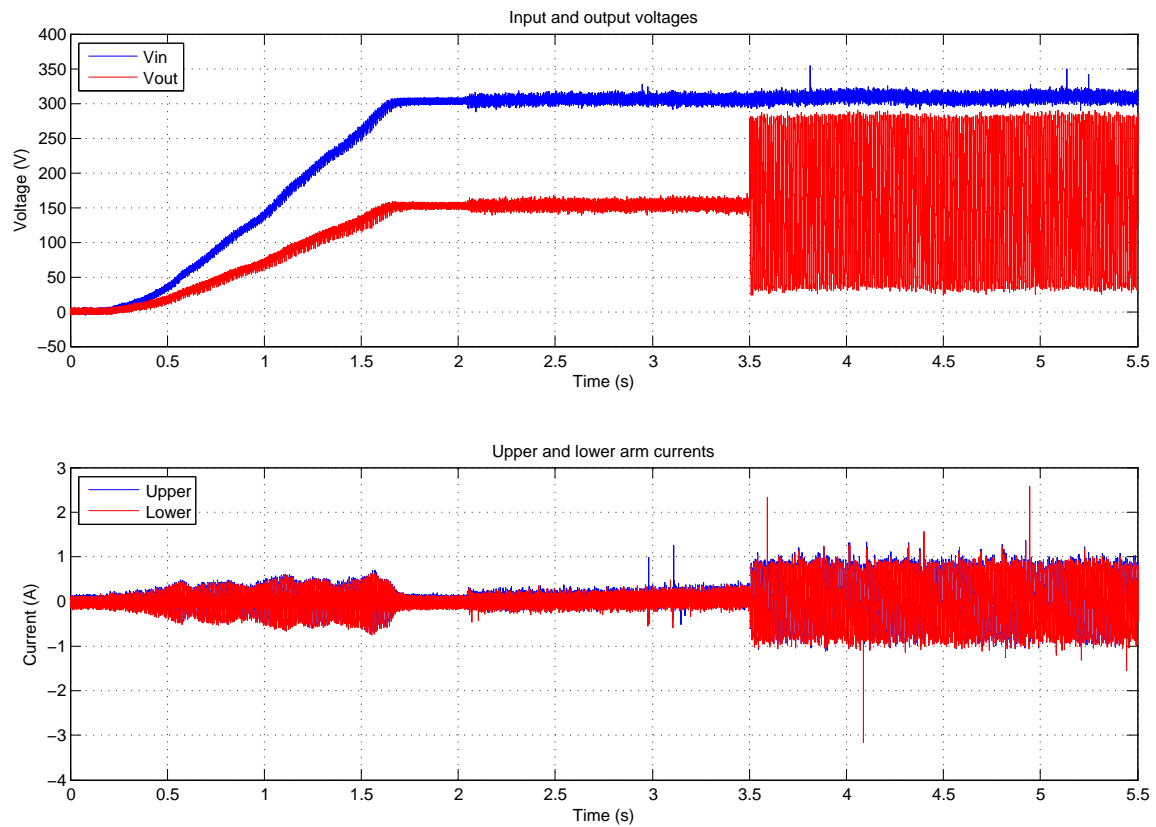 Input and output voltages
400
350
300
250
200
150
100
50
0
−50
Voltage (V)
Vin
Vout
0 0.5 1 1.5 2 2.5 3 3.5 4 4.5 5 5.5
Time (s)
Upper and lower arm currents
3
2
1
0
−1
−2
−3
−4
Current (A)
Upper
Lower
0 0.5 1 1.5 2 2.5 3 3.5 4 4.5 5 5.5
Time (s)